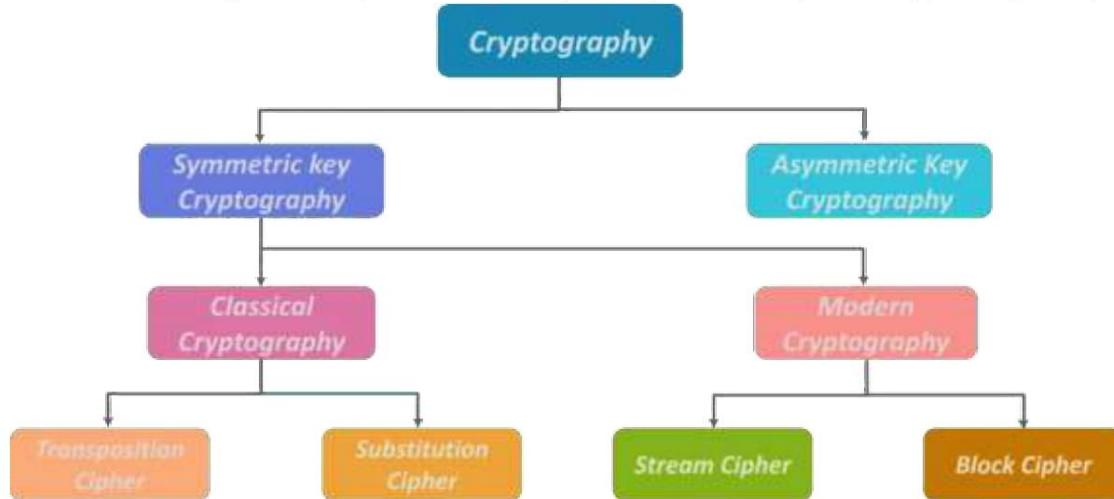 Cryptography
Symmetric key
Cryptography
Asymmetric Key
Cryptography
Classical
Cryptography
Modern
Cryptography
Transposition
Cipher
Substitution
Cipher
Stream Cipher
Block Cipher